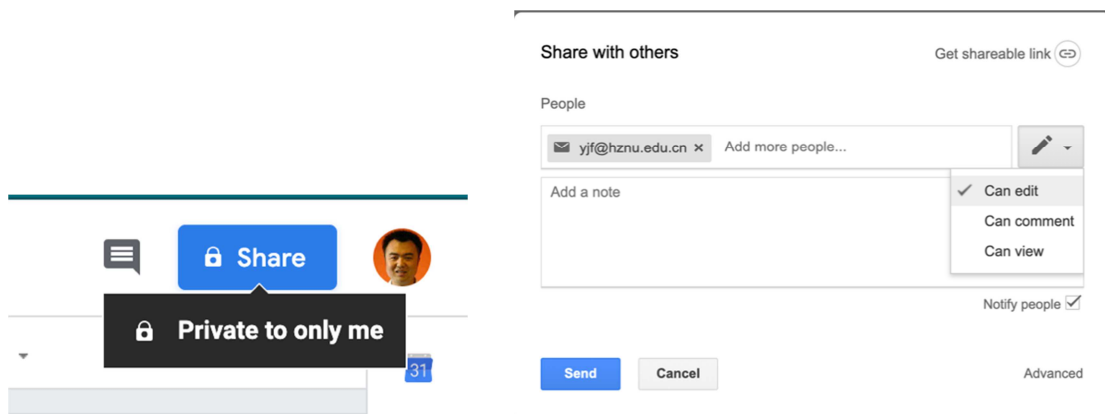 Share
Private to only me
31
Share with others
Get shareable link
People
yjf@hznu.edu.cn × Add more people...
Add a note
Can edit
Can comment
Can view
Notify people
Send Cancel Advanced